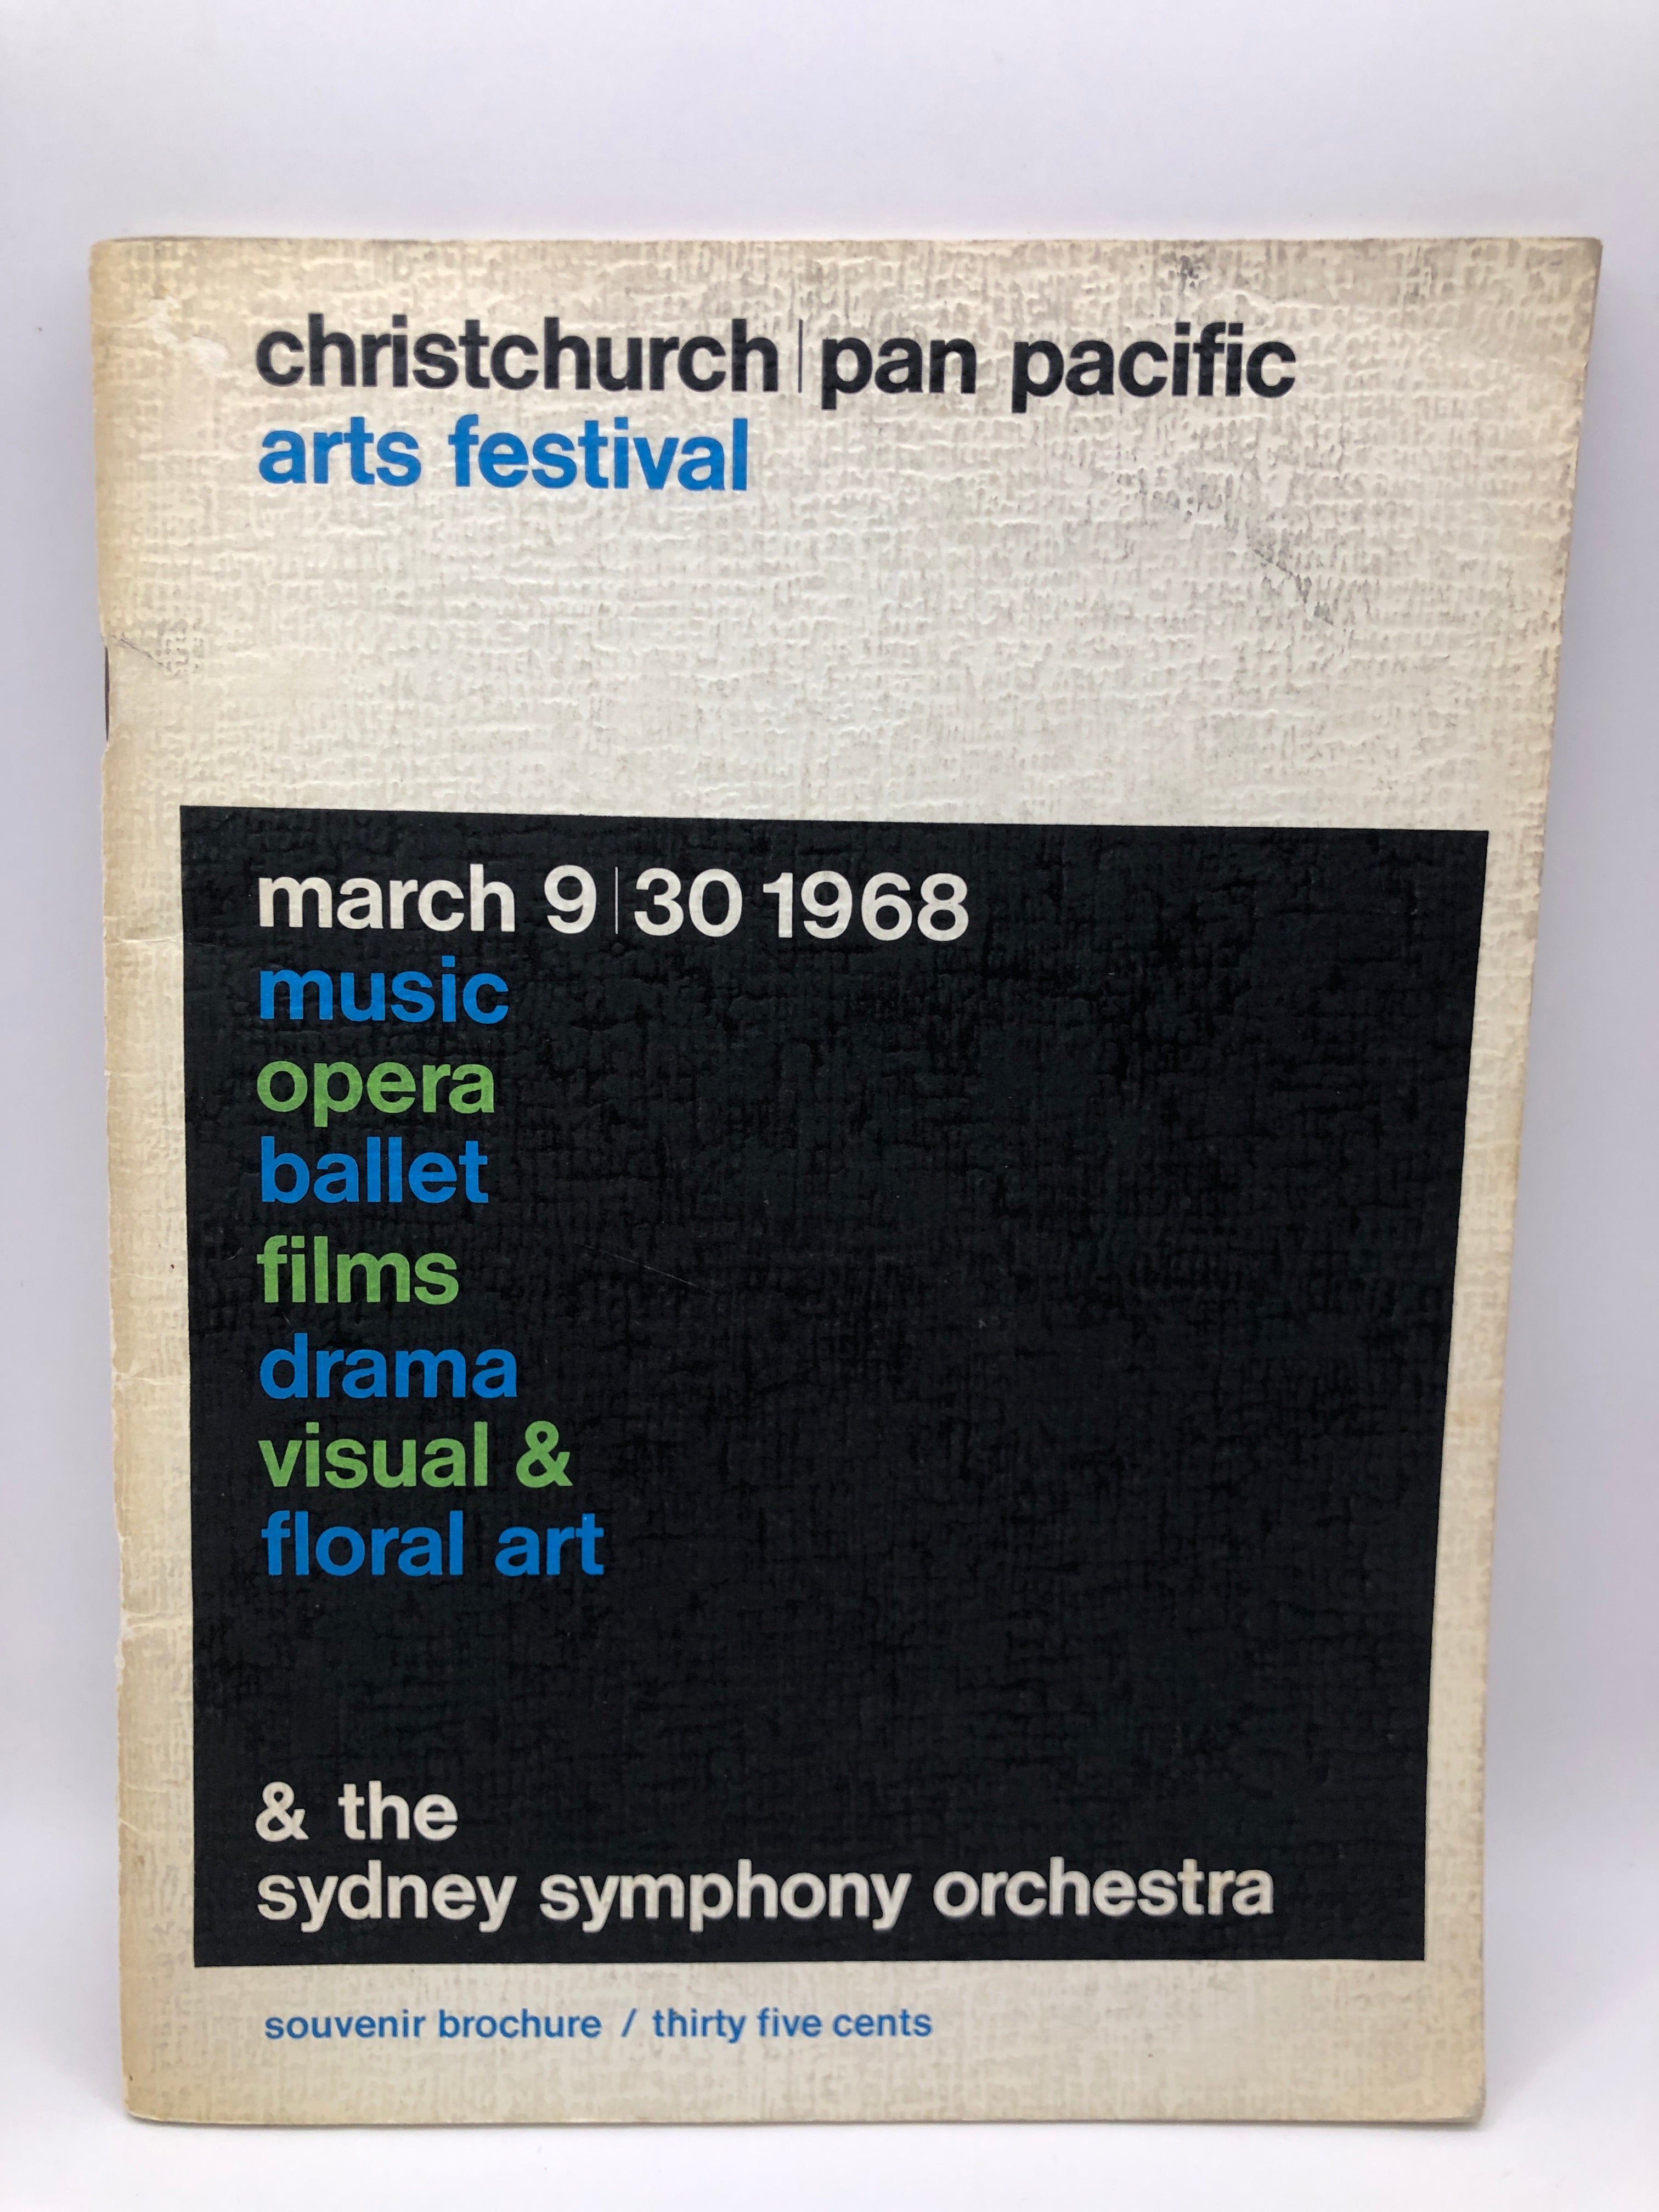 christchurch | pan pacific
arts festival
march 9 | 30 1968
music
opera
ballet
films
drama
visual &
floral art
& the
sydney symphony orchestra
souvenir brochure / thirty five cents